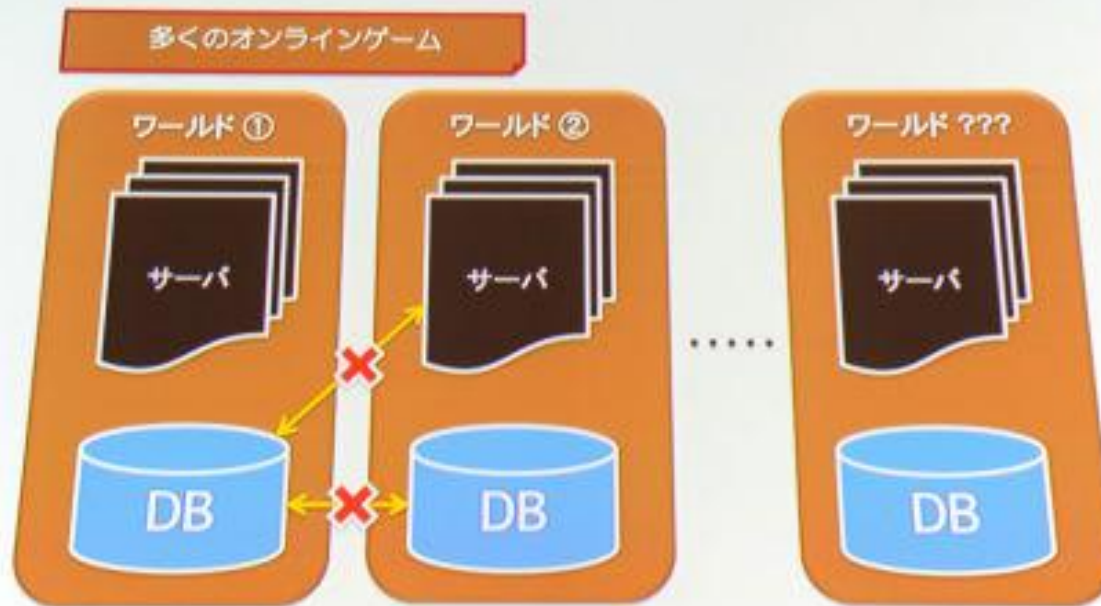 多くのオンラインゲーム
ワールド ①
ワールド ②
ワールド ???
サーバ
サーバ
サーバ
.....
DB
DB
DB